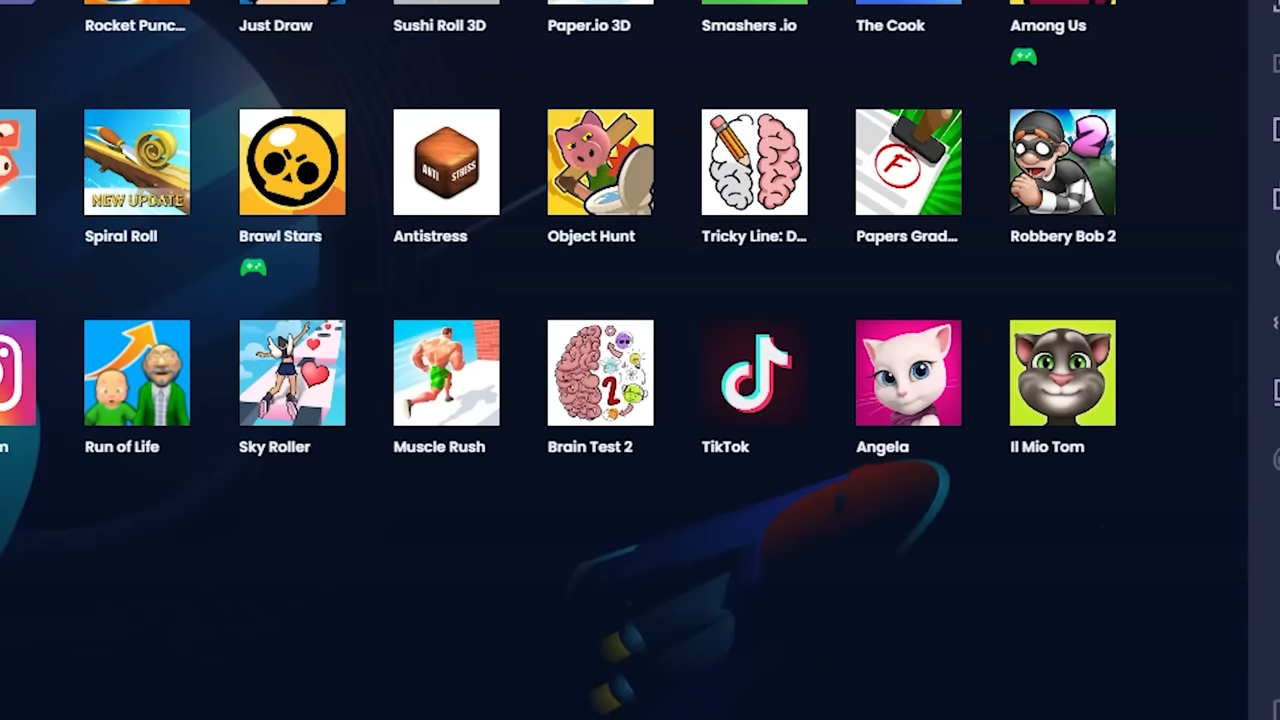 Rocket Punc...
Just Draw
Sushi Roll 3D
Paper.io 3D
Smashers .io
The Cook
Among Us
NEW UPDATE
ANTI STRESS
F
2
Spiral Roll
Brawl Stars
Antistress
Object Hunt
Tricky Line: D...
Papers Grad...
Robbery Bob 2
2
m
Run of Life
Sky Roller
Muscle Rush
Brain Test 2
TikTok
Angela
Il Mio Tom